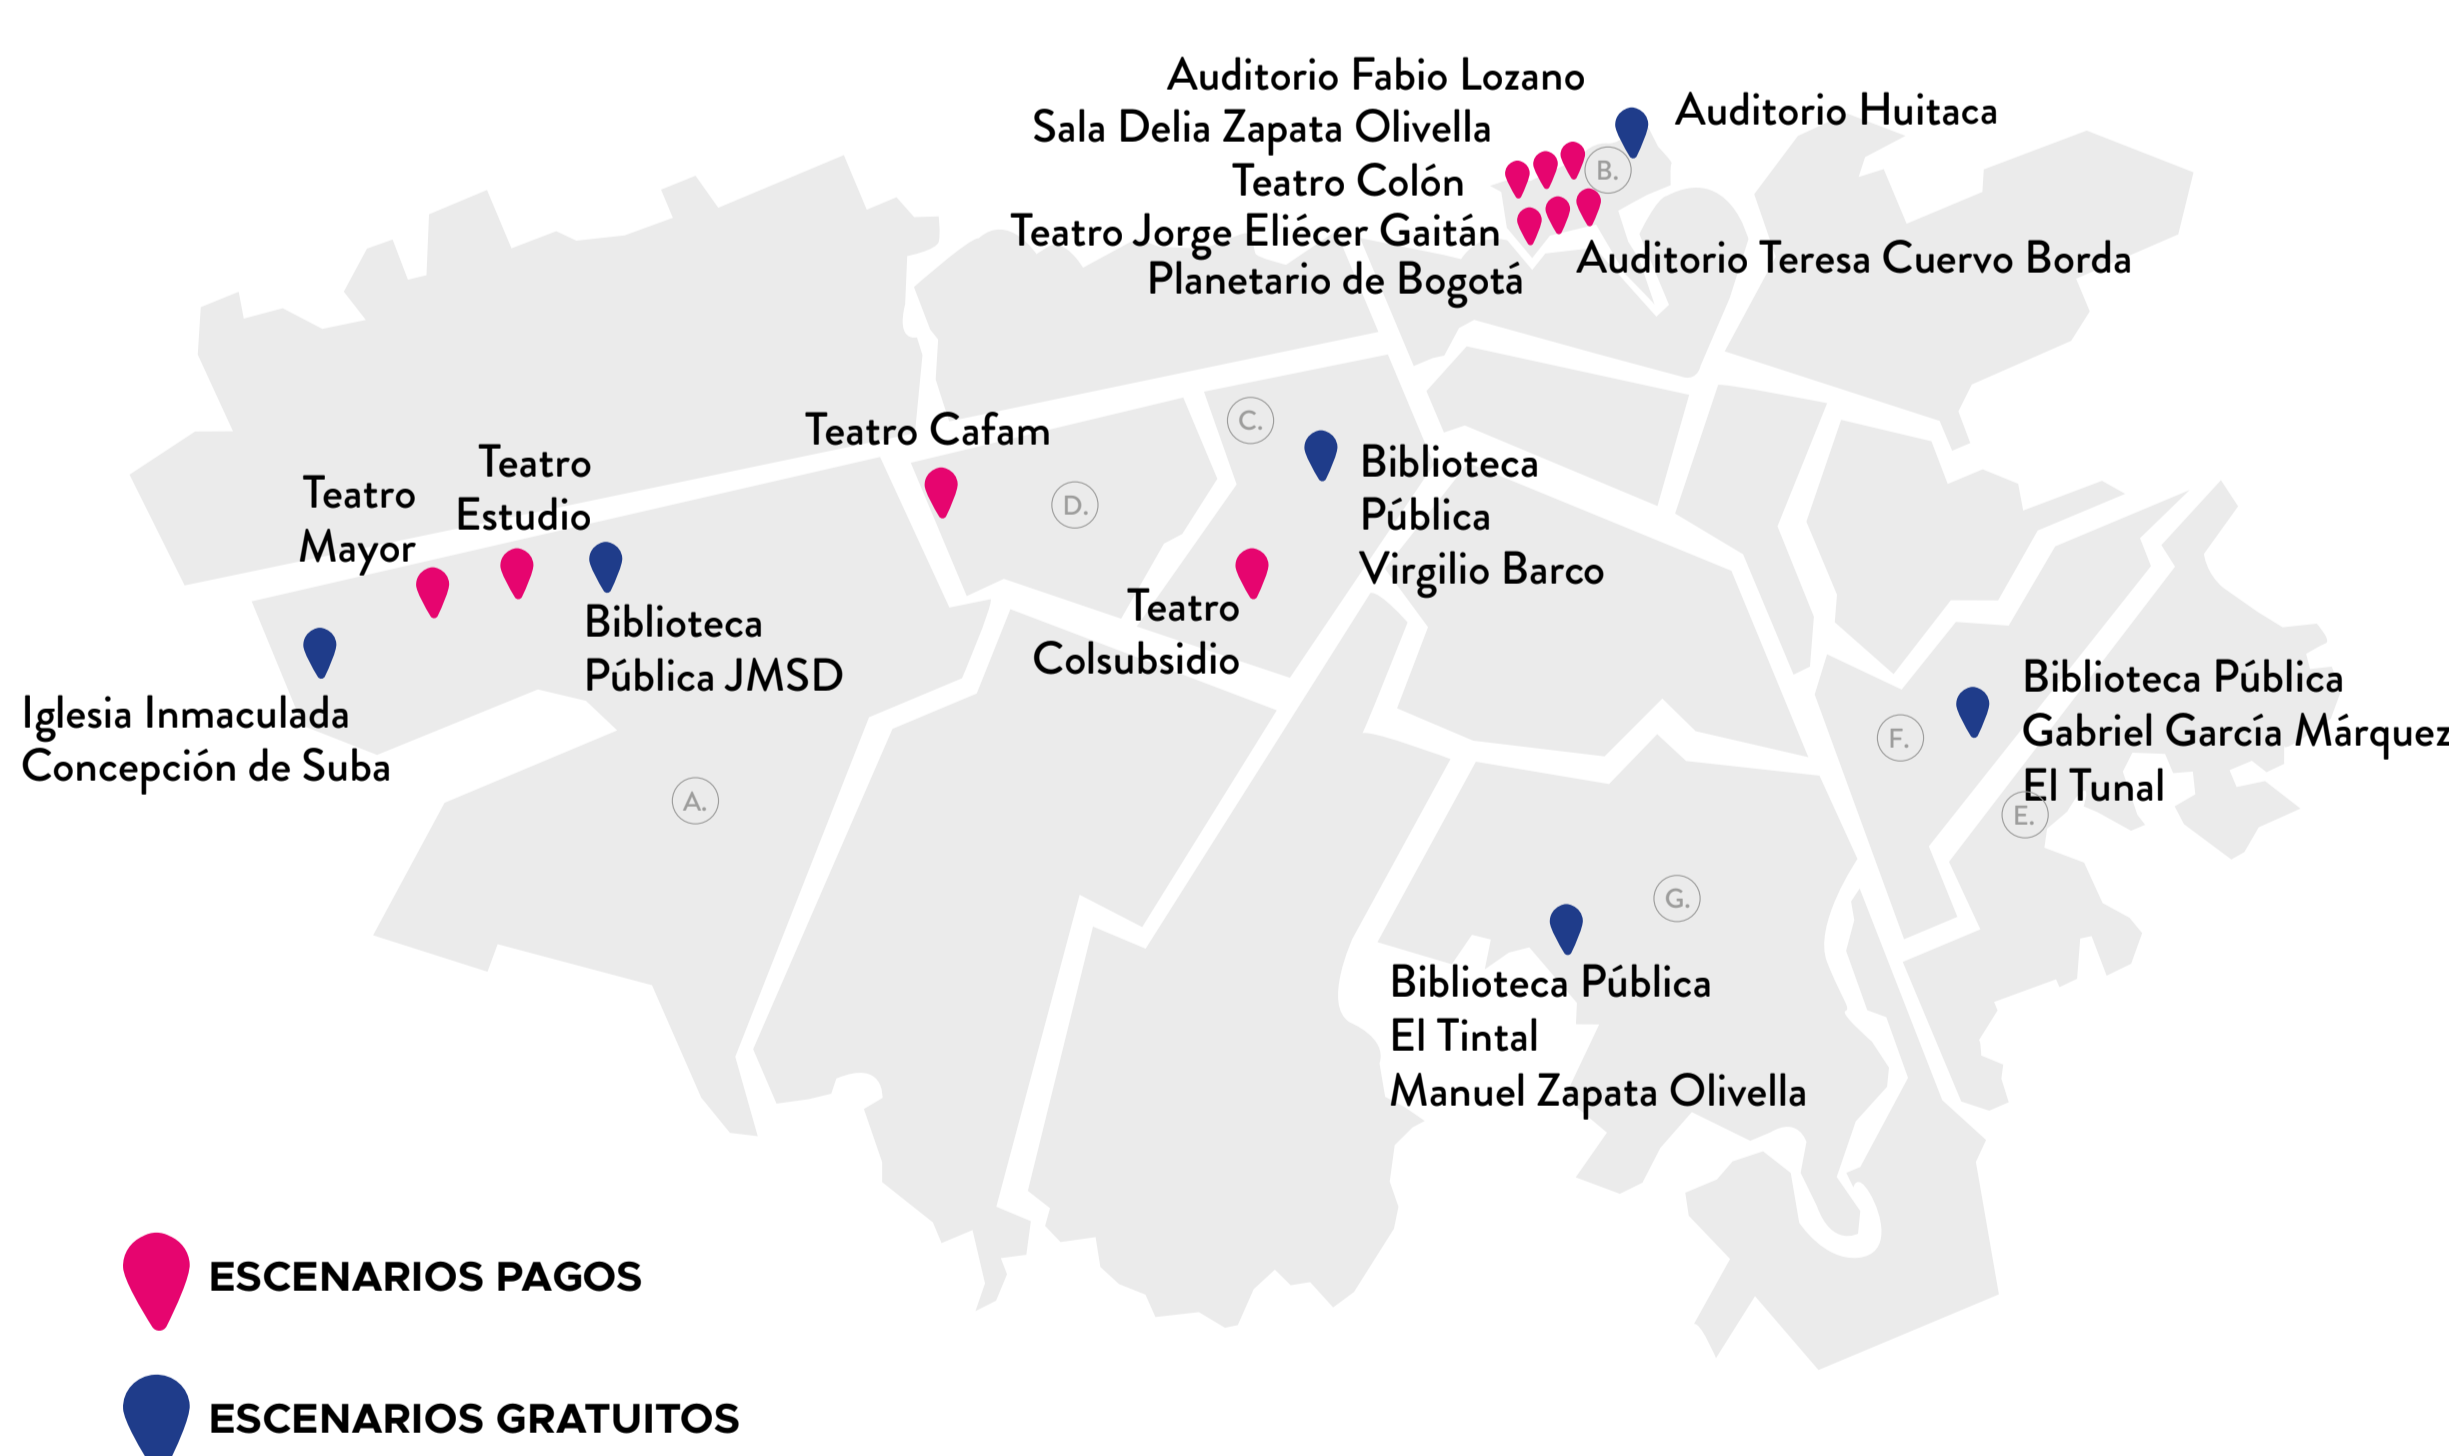 Auditorio Fabio Lozano
Sala Delia Zapata Olivella
Teatro Colón
Teatro Jorge Eliécer Gaitán
Planetario de Bogotá
Auditorio Huitaca
B.
Auditorio Teresa Cuervo Borda
Teatro Cafam
C.
D.
Teatro
Mayor
Teatro
Estudio
Biblioteca
Pública
Virgilio Barco
Teatro
Colsubsidio
Biblioteca
Pública JMSD
Iglesia Inmaculada
Concepción de Suba
A.
F.
Biblioteca Pública
Gabriel García Márquez
El Tunal
E.
G.
Biblioteca Pública
El Tintal
Manuel Zapata Olivella
ESCENARIOS PAGOS
ESCENARIOS GRATUITOS